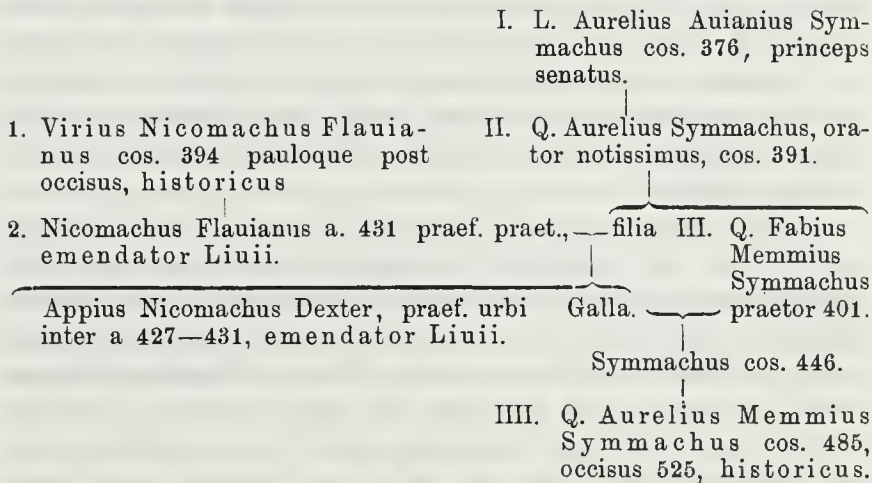 I. L. Aurelius Auianius Sym-
machus cos. 376, princeps
senatus.
1. Virius Nicomachus Flauia-
nus cos. 394 pauloque post
occisus, historicus
II. Q. Aurelius Symmachus, ora-
tor notissimus, cos. 391.
2. Nicomachus Flauianus a. 431 praef. praet.,
emendator Liuii.
filia III. Q. Fabius
Memmius
Symmachus
praetor 401.
Appius Nicomachus Dexter, praef. urbi
inter a 427—431, emendator Liuii.
Galla.
Symmachus cos. 446.
IIII. Q. Aurelius Memmius
Symmachus cos. 485,
occisus 525, historicus.